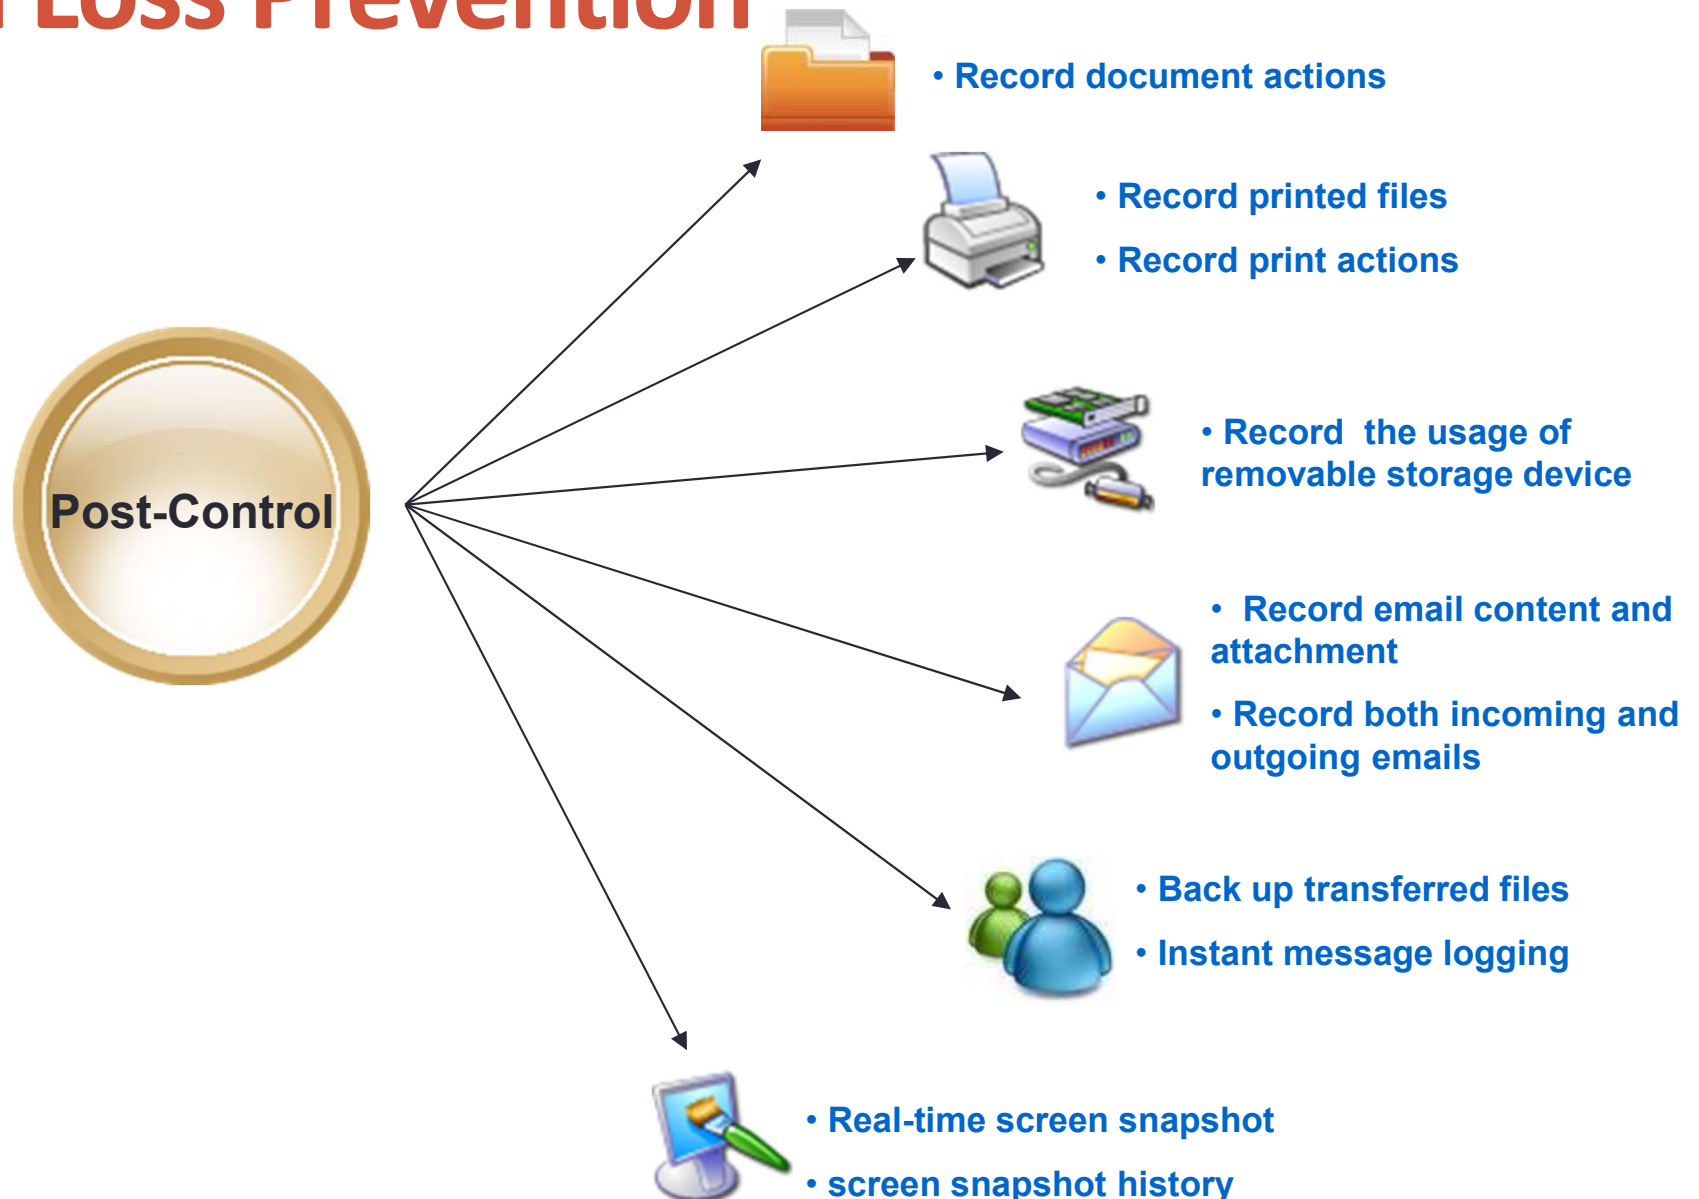 Loss Prevention
• Record document actions
• Record printed files
• Record print actions
Post-Control
• Record the usage of
removable storage device
• Record email content and
attachment
• Record both incoming and
outgoing emails
• Back up transferred files
• Instant message logging
• Real-time screen snapshot
• screen snapshot history